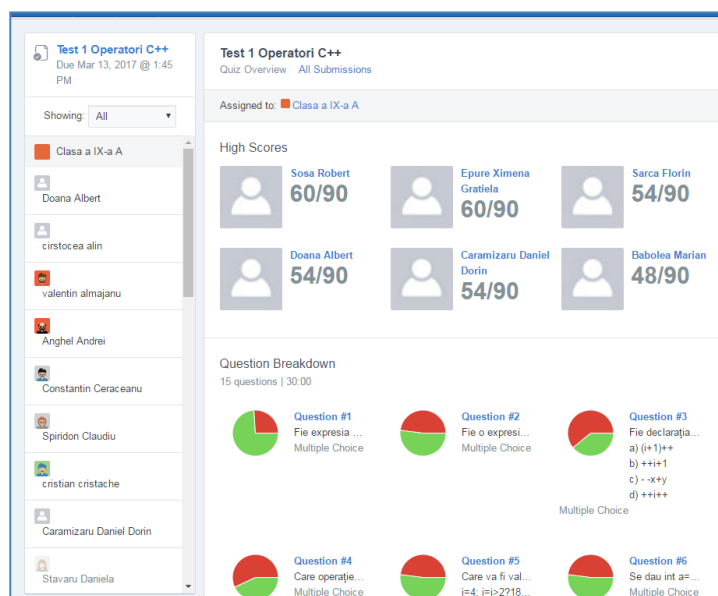 Test 1 Operatori C++
Due Mar 13, 2017 @ 1:45
PM
Showing: All
Clasa a IX-a A
Doana Albert
cirstocea alin
valentin almajanu
Anghel Andrei
Constantin Ceraceanu
Spiridon Claudiu
cristian cristache
Caramizaru Daniel Dorin
Stavaru Daniela
Test 1 Operatori C++
Quiz Overview All Submissions
Assigned to: Clasa a IX-a A
High Scores
Sosa Robert
60/90
Epure Ximena
Gratiela
60/90
Sarca Florin
54/90
Doana Albert
54/90
Caramizaru Daniel
Dorin
54/90
Babolea Marian
48/90
Question Breakdown
15 questions | 30:00
Question #1
Fie expresia ...
Multiple Choice
Question #2
Fie o expresi...
Multiple Choice
Question #3
Fie declaraţia...
a) (i+1)++
b) ++i+1
c) - -x+y
d) ++i++
Multiple Choice
Question #4
Care operaţie...
Multiple Choice
Question #5
Care va fi val...
i=4; j=i>2?18...
Question #6
Se dau int a=...
Multiple Choice